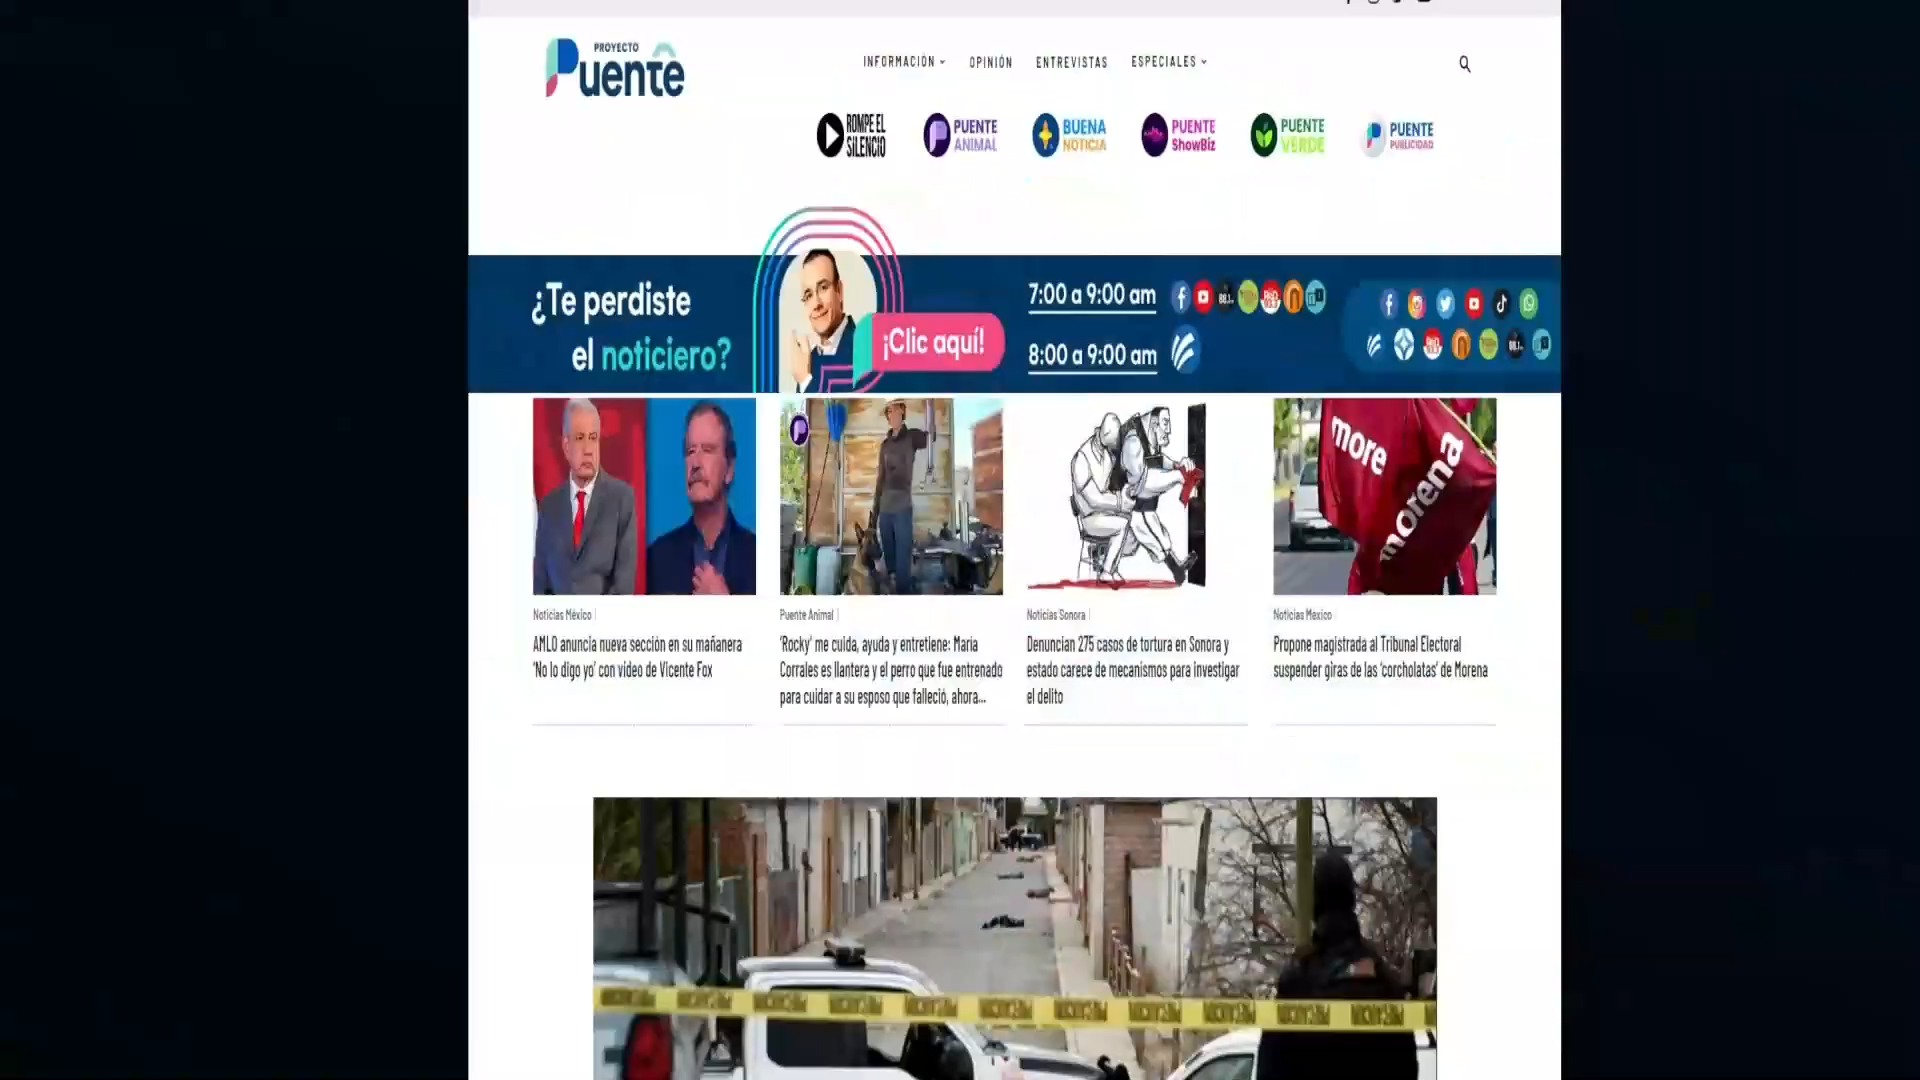 PROYECTO
Puente
INFORMACIÓN
OPINIÓN
ENTREVISTAS
ESPECIALES
ROMPE EL
SILENCIO
PUENTE
ANIMAL
BUENA
NOTICIA
PUENTE
ShowBiz
PUENTE
VERDE
PUENTE
PUBLICIDAD
¿Te perdiste
el noticiero?
¡Clic aquí!
7:00 a 9:00 am
8:00 a 9:00 am
more
morena
Noticias México
AMLO anuncia nueva sección en su mañanera
'No lo digo yo' con video de Vicente Fox
Puente Animal
'Rocky' me cuida, ayuda y entretiene: María
Corrales es llantera y el perro que fue entrenado
para cuidar a su esposo que falleció, ahora...
Noticias Sonora
Denuncian 275 casos de tortura en Sonora y
estado carece de mecanismos para investigar
el delito
Noticias México
Propone magistrada al Tribunal Electoral
suspender giras de las 'corcholatas' de Morena